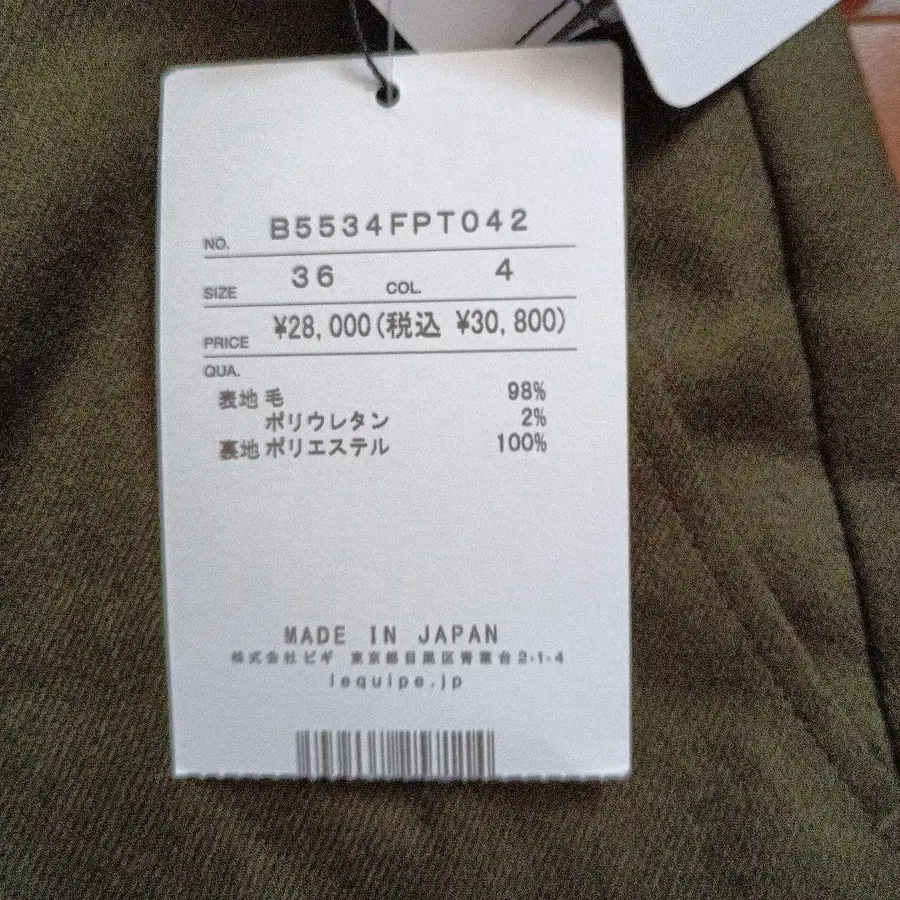 NO. B5534FPT042
SIZE 36 COL. 4
PRICE ¥28,000(税込 ¥30,800)
QUA.
表地 毛 98%
ポリウレタン 2%
裏地 ポリエステル 100%
MADE IN JAPAN
株式会社ビギ 東京都目黒区青葉台2-1-4
lequipe.jp